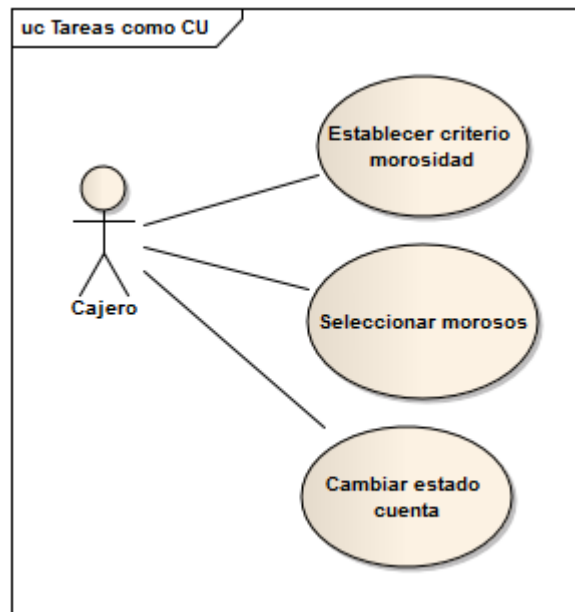 uc Tareas como CU
Establecer criterio
morosidad
Cajero
Seleccionar morosos
Cambiar estado
cuenta